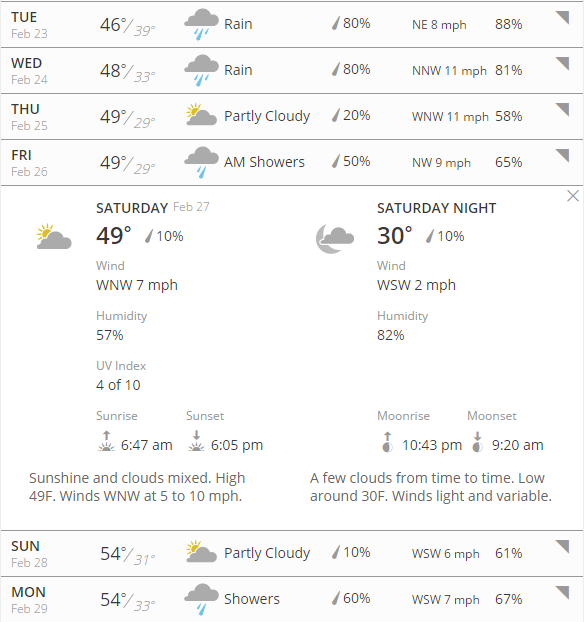 TUE 46°/39° Rain 80% NE 8 mph 88%
Feb 23
WED 48°/33° Rain 80% NNW 11 mph 81%
Feb 24
THU 49°/29° Partly Cloudy 20% WNW 11 mph 58%
Feb 25
FRI 49°/29° AM Showers 50% NW 9 mph 65%
Feb 26
SATURDAY Feb 27
49° 10%
Wind
WNW 7 mph
Humidity
57%
UV Index
4 of 10
Sunrise Sunset
6:47 am 6:05 pm
Sunshine and clouds mixed. High
49F. Winds WNW at 5 to 10 mph.
SATURDAY NIGHT
30° 10%
Wind
WSW 2 mph
Humidity
82%
Moonrise Moonset
10:43 pm 9:20 am
A few clouds from time to time. Low
around 30F. Winds light and variable.
SUN 54°/31° Partly Cloudy 10% WSW 6 mph 61%
Feb 28
MON 54°/33° Showers 60% WSW 7 mph 67%
Feb 29